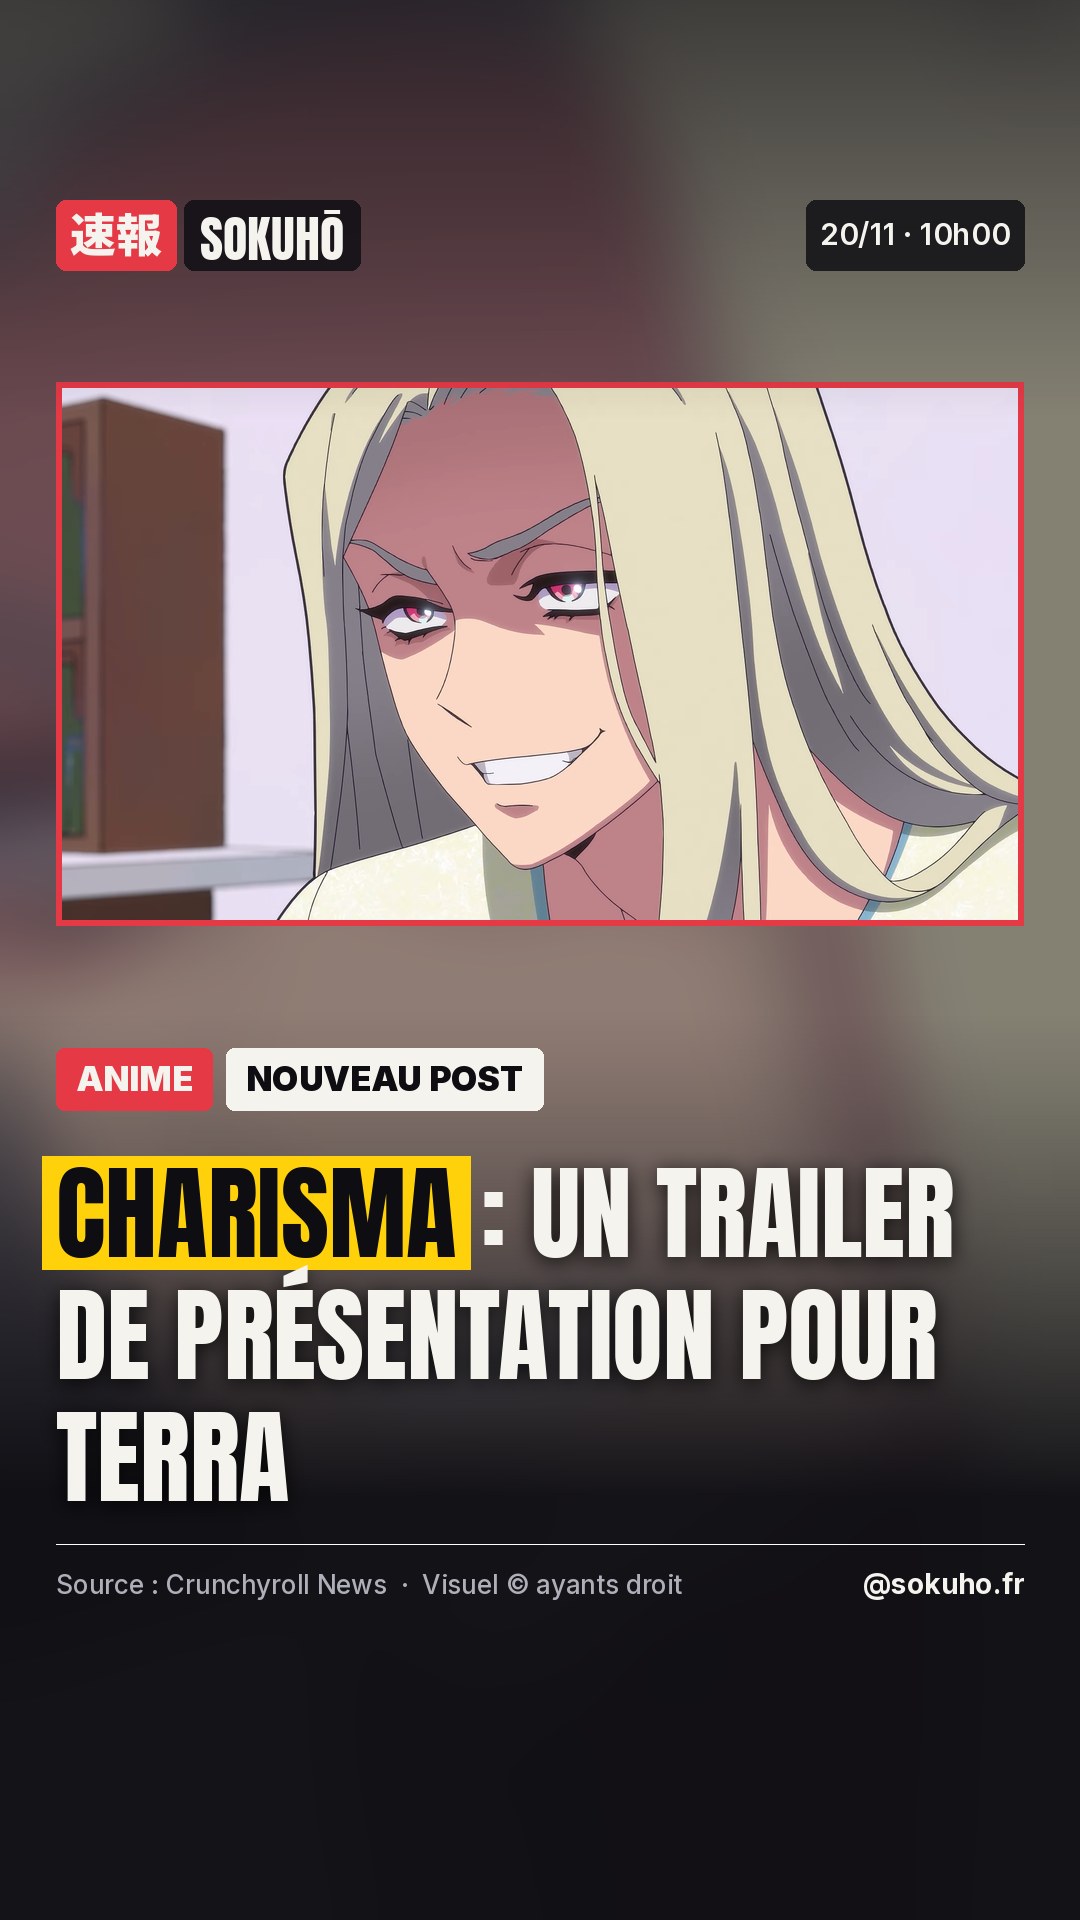 速報 SOKUHŌ
20/11 · 10h00
ANIME NOUVEAU POST
CHARISMA : UN TRAILER
DE PRÉSENTATION POUR
TERRA
Source : Crunchyroll News · Visuel © ayants droit
@sokuho.fr